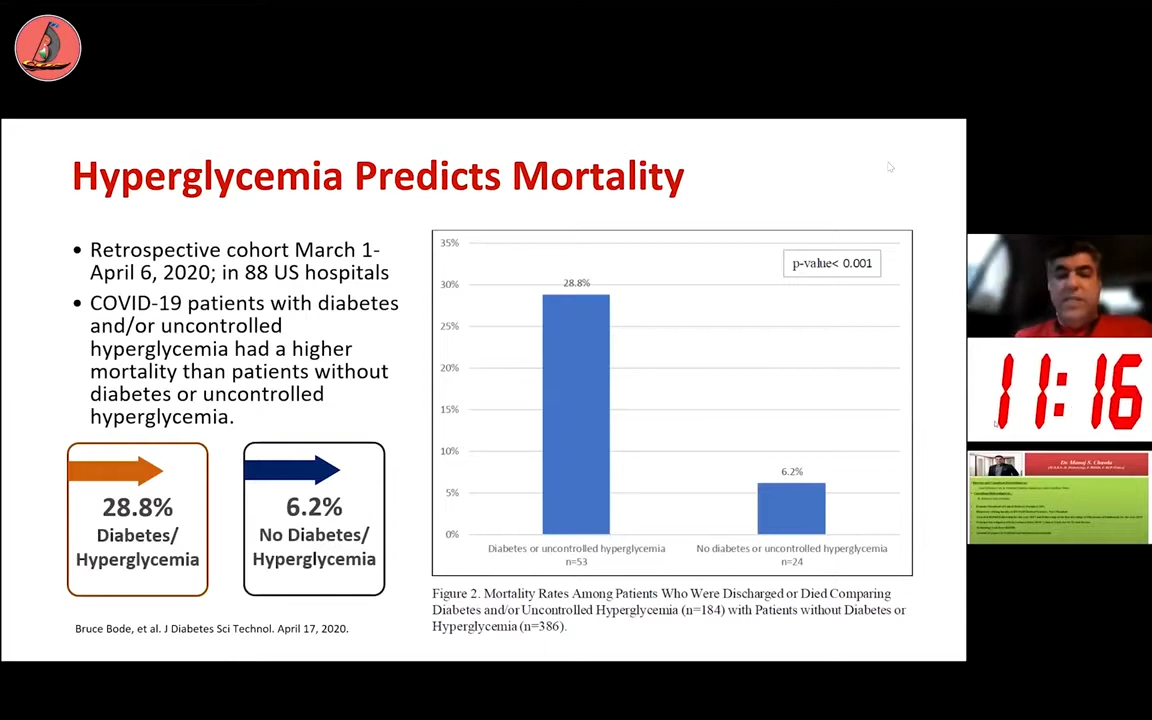 Hyperglycemia Predicts Mortality
• Retrospective cohort March 1-
April 6, 2020; in 88 US hospitals
• COVID-19 patients with diabetes
and/or uncontrolled
hyperglycemia had a higher
mortality than patients without
diabetes or uncontrolled
hyperglycemia.
28.8%
Diabetes/
Hyperglycemia
6.2%
No Diabetes/
Hyperglycemia
Bruce Bode, et al. J Diabetes Sci Technol. April 17, 2020.
35%
30%
25%
20%
15%
10%
5%
0%
p-value< 0.001
28.8%
6.2%
Diabetes or uncontrolled hyperglycemia
n=53
No diabetes or uncontrolled hyperglycemia
n=24
Figure 2. Mortality Rates Among Patients Who Were Discharged or Died Comparing
Diabetes and/or Uncontrolled Hyperglycemia (n=184) with Patients without Diabetes or
Hyperglycemia (n=386).
11:16
Dr. Manoj S. Chawla